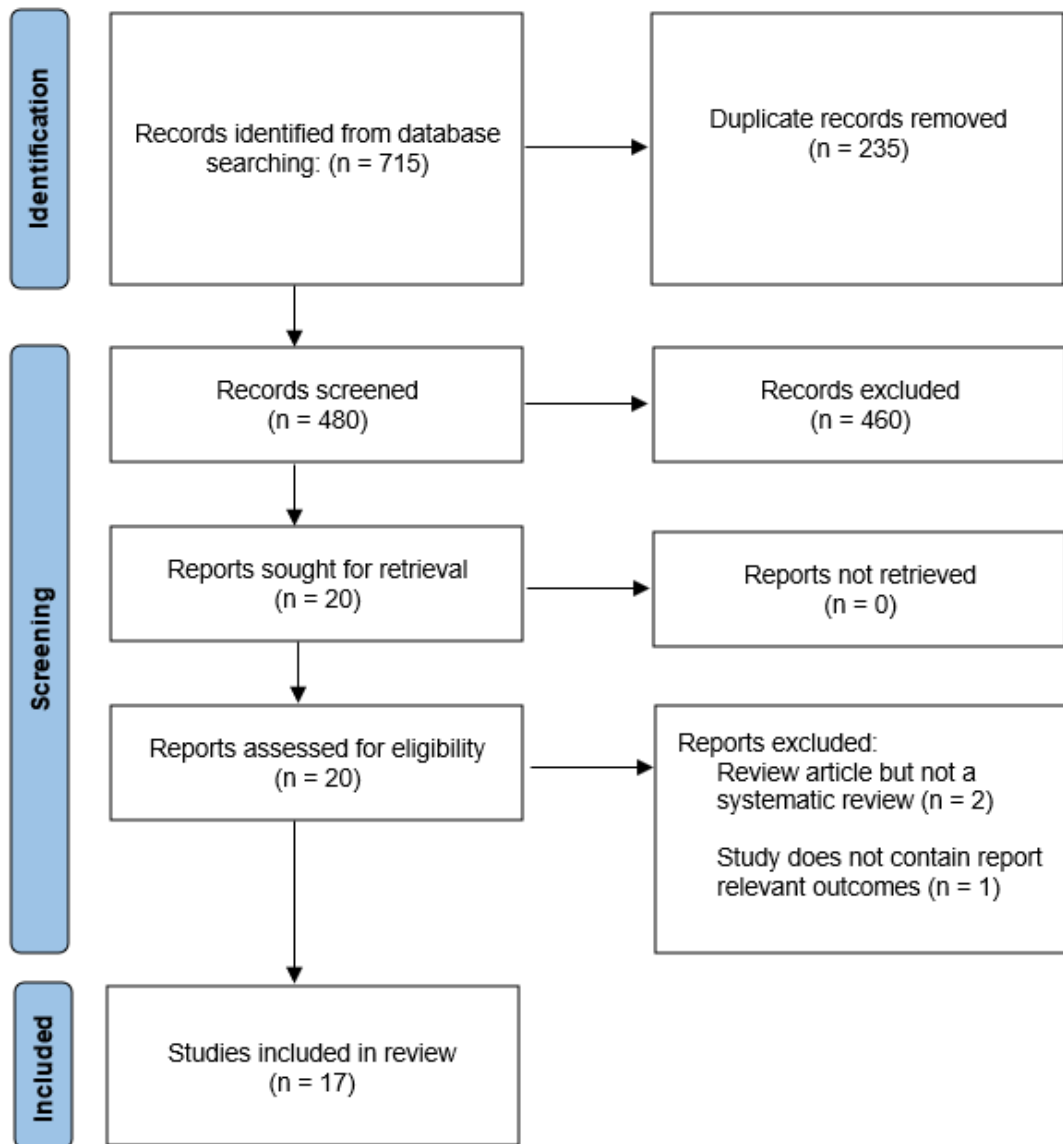 Identification
Records identified from database
searching: (n = 715)
Duplicate records removed
(n = 235)
Screening
Records screened
(n = 480)
Records excluded
(n = 460)
Reports sought for retrieval
(n = 20)
Reports not retrieved
(n = 0)
Reports assessed for eligibility
(n = 20)
Reports excluded:
Review article but not a
systematic review (n = 2)
Study does not contain report
relevant outcomes (n = 1)
Included
Studies included in review
(n = 17)